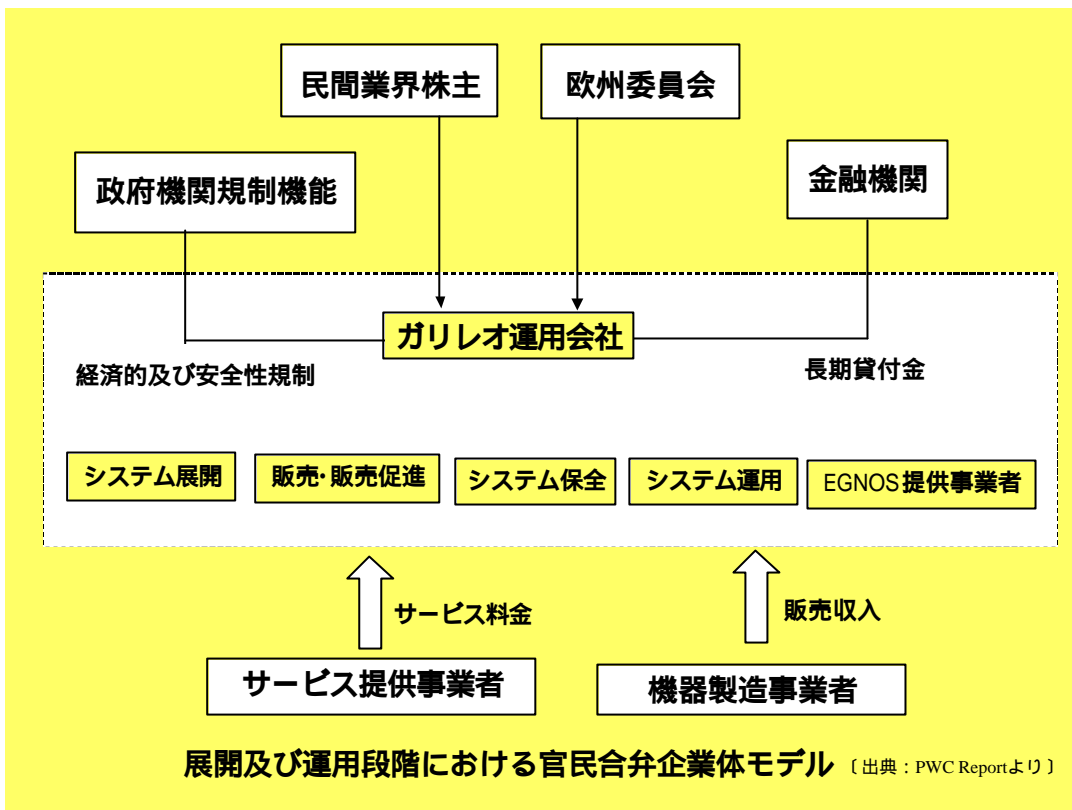 民間業界株主
欧州委員会
政府機関規制機能
金融機関
ガリレオ運用会社
経済的及び安全性規制
長期貸付金
システム展開
販売・販売促進
システム保全
システム運用
EGNOS提供事業者
サービス料金
販売収入
サービス提供事業者
機器製造事業者
展開及び運用段階における官民合弁企業体モデル〔出典：PWC Reportより〕